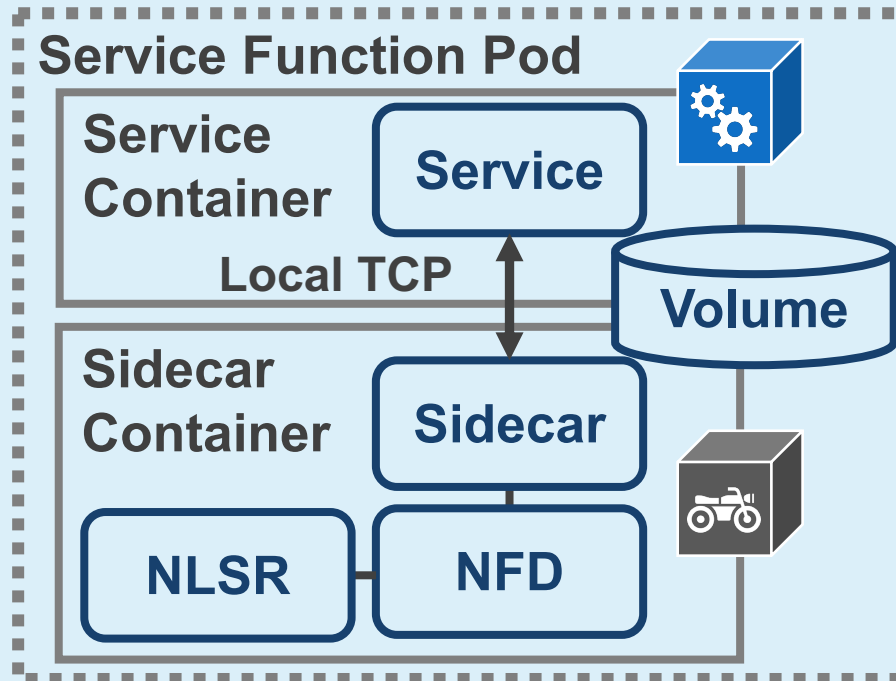 Service Function Pod
Service
Container
Service
Local TCP
Volume
Sidecar
Container
Sidecar
NLSR
NFD